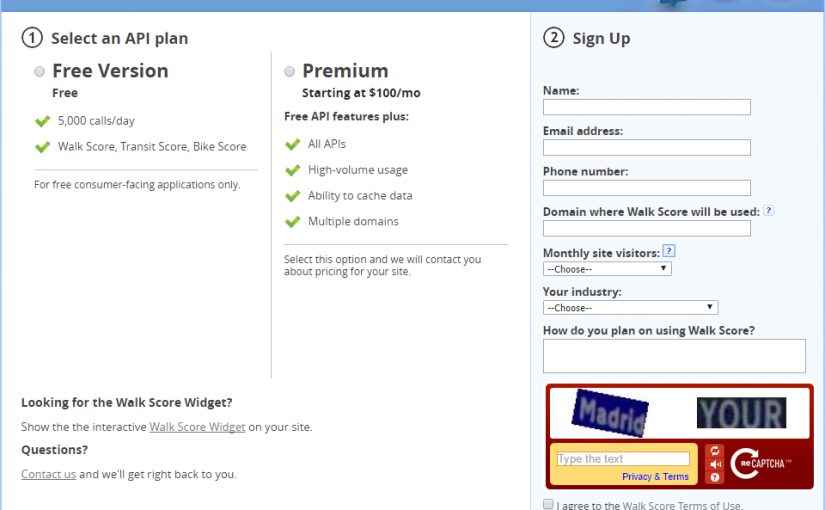 1 Select an API plan
Free Version
Free
5,000 calls/day
Walk Score, Transit Score, Bike Score
For free consumer-facing applications only.
Premium
Starting at $100/mo
Free API features plus:
All APIs
High-volume usage
Ability to cache data
Multiple domains
Select this option and we will contact you
about pricing for your site.
Looking for the Walk Score Widget?
Show the the interactive Walk Score Widget on your site.
Questions?
Contact us and we'll get right back to you.
2 Sign Up
Name:
Email address:
Phone number:
Domain where Walk Score will be used: ?
Monthly site visitors: ?
--Choose--
Your industry:
--Choose--
How do you plan on using Walk Score?
Madrid YOUR
Type the text
Privacy & Terms
?
reCAPTCHA™
I agree to the Walk Score Terms of Use.